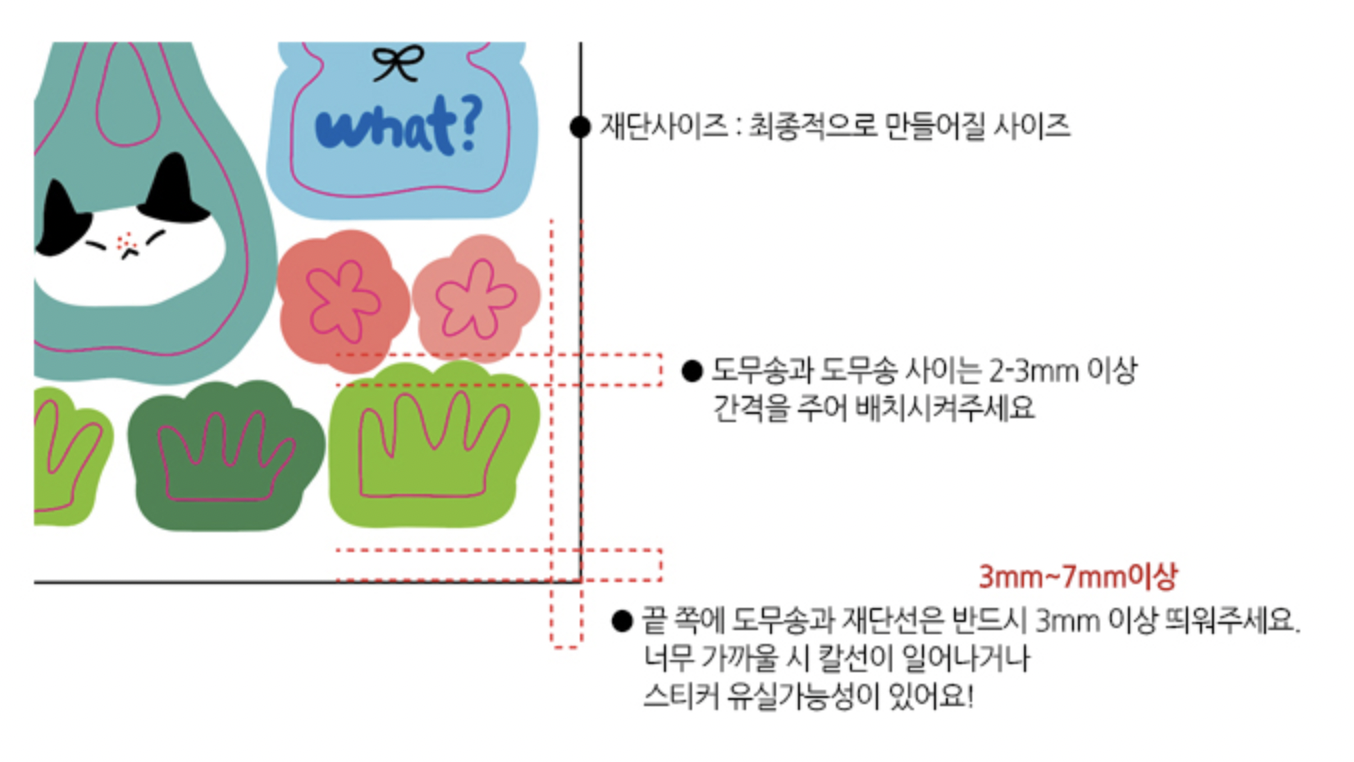 what?
● 재단사이즈 : 최종적으로 만들어질 사이즈
● 도무송과 도무송 사이는 2-3mm 이상
간격을 주어 배치시켜주세요
3mm~7mm이상
● 끝 쪽에 도무송과 재단선은 반드시 3mm 이상 띄워주세요.
너무 가까울 시 칼선이 일어나거나
스티커 유실가능성이 있어요!